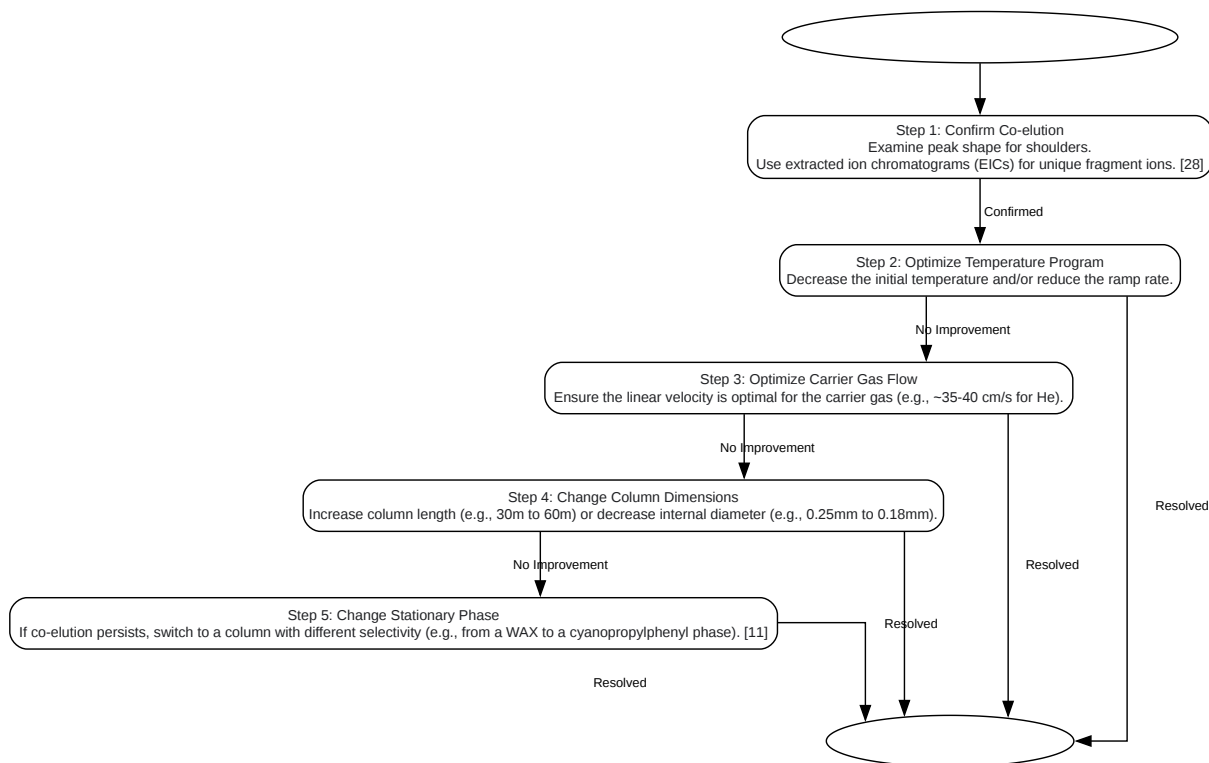 Step 1: Confirm Co-elution
Examine peak shape for shoulders.
Use extracted ion chromatograms (EICs) for unique fragment ions. [28]
Confirmed
Step 2: Optimize Temperature Program
Decrease the initial temperature and/or reduce the ramp rate.
No Improvement
Step 3: Optimize Carrier Gas Flow
Ensure the linear velocity is optimal for the carrier gas (e.g., ~35-40 cm/s for He).
No Improvement
Step 4: Change Column Dimensions
Increase column length (e.g., 30m to 60m) or decrease internal diameter (e.g., 0.25mm to 0.18mm).
Resolved
No Improvement
Resolved
Step 5: Change Stationary Phase
If co-elution persists, switch to a column with different selectivity (e.g., from a WAX to a cyanopropylphenyl phase). [11]
Resolved
Resolved